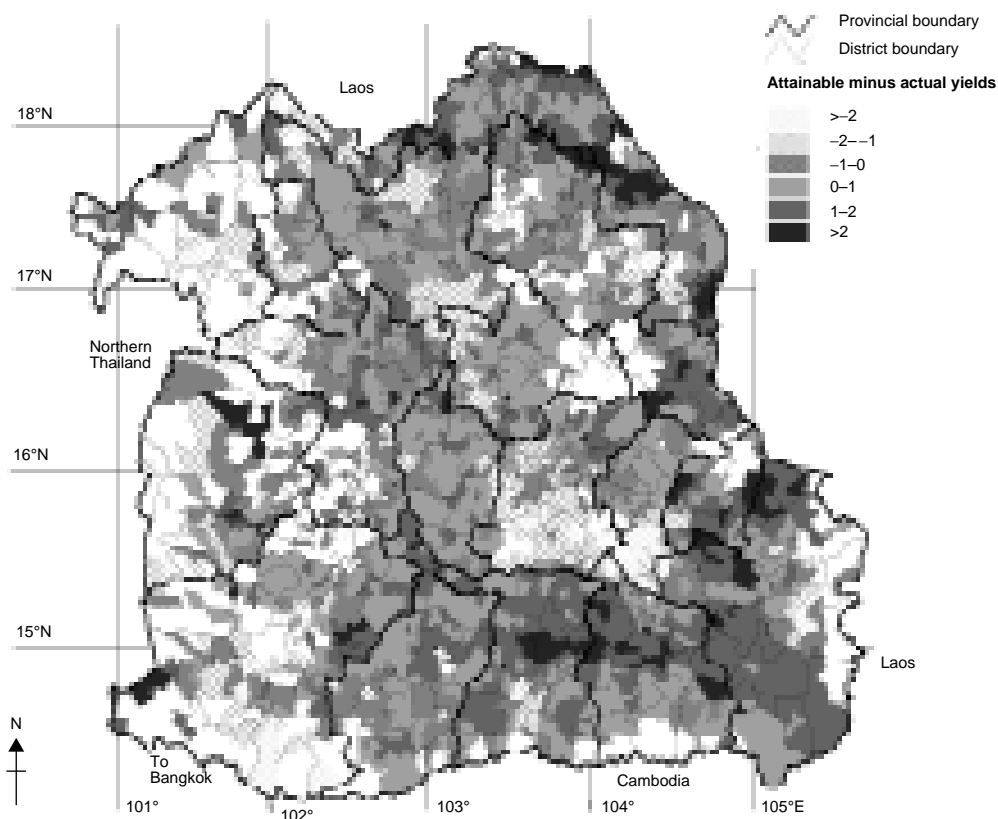 Provincial boundary
District boundary
Attainable minus actual yields
>–2
–2––1
–1–0
0–1
1–2
>2
Laos
18°N
17°N
Northern
Thailand
16°N
15°N
Laos
N
To
Bangkok
Cambodia
101°
102°
103°
104°
105°E